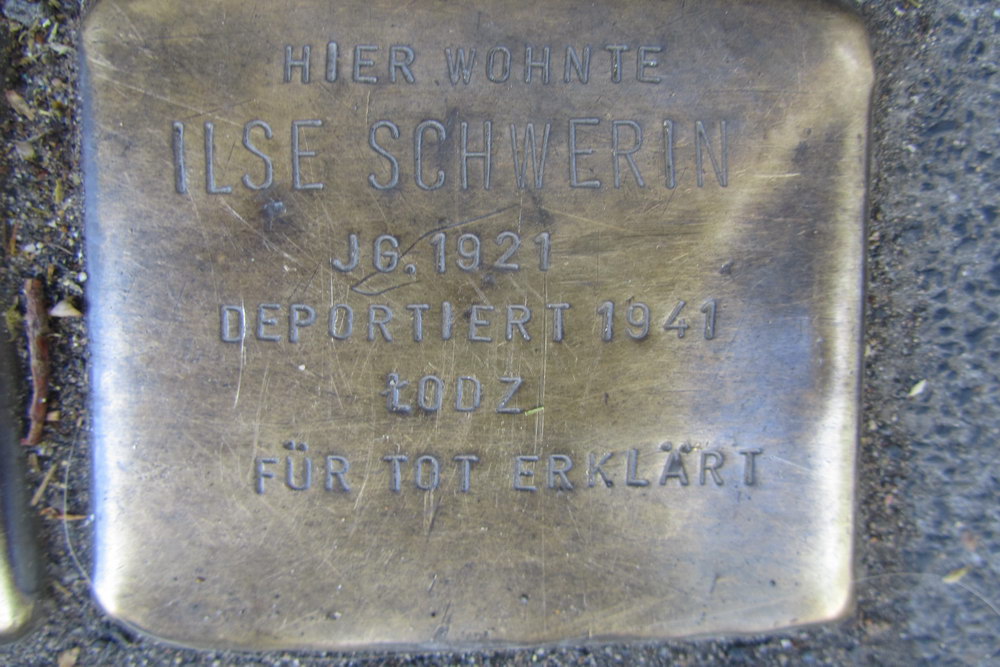 HIER WOHNTE
ILSE SCHWERIN
JG. 1921
DEPORTIERT 1941
ŁODZ
FÜR TOT ERKLÄRT